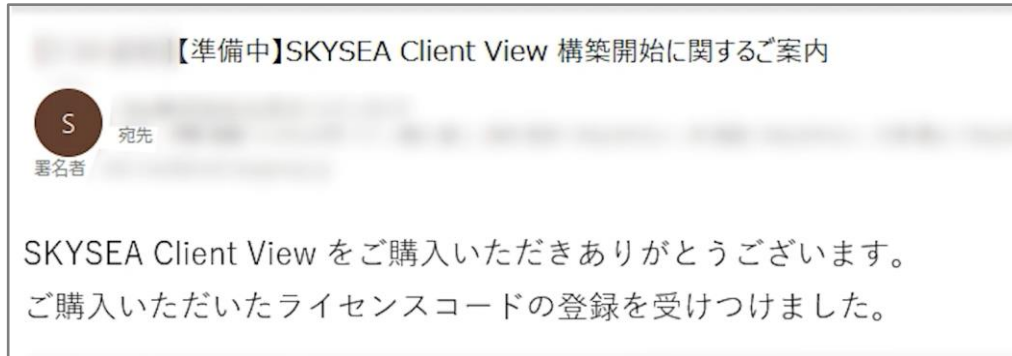 【準備中】SKYSEA Client View 構築開始に関するご案内
S
宛先
署名者
SKYSEA Client View をご購入いただきありがとうございます。
ご購入いただいたライセンスコードの登録を受けつけました。